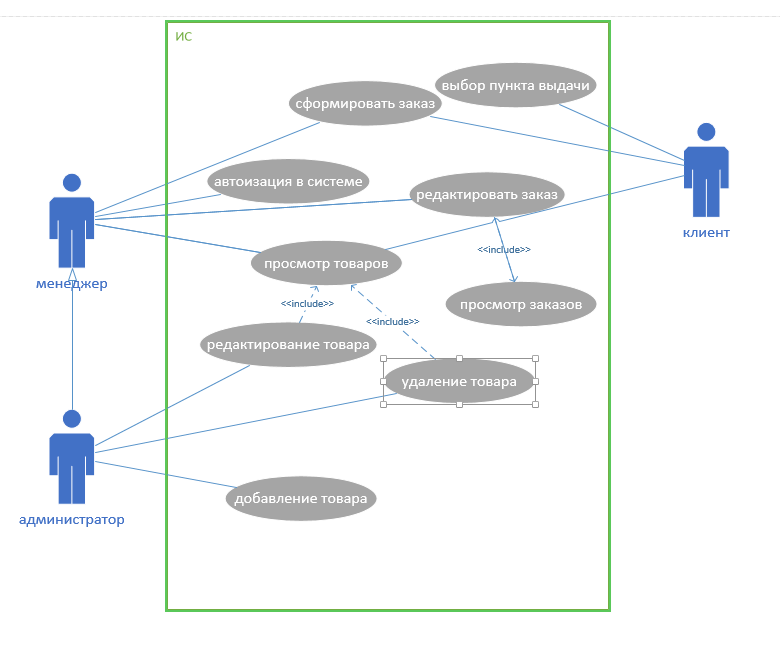 ИС
выбор пункта выдачи
сформировать заказ
автоизация в системе
редактировать заказ
клиент
<<include>>
просмотр товаров
менеджер
<<include>>
просмотр заказов
<<include>>
редактирование товара
удаление товара
добавление товара
администратор